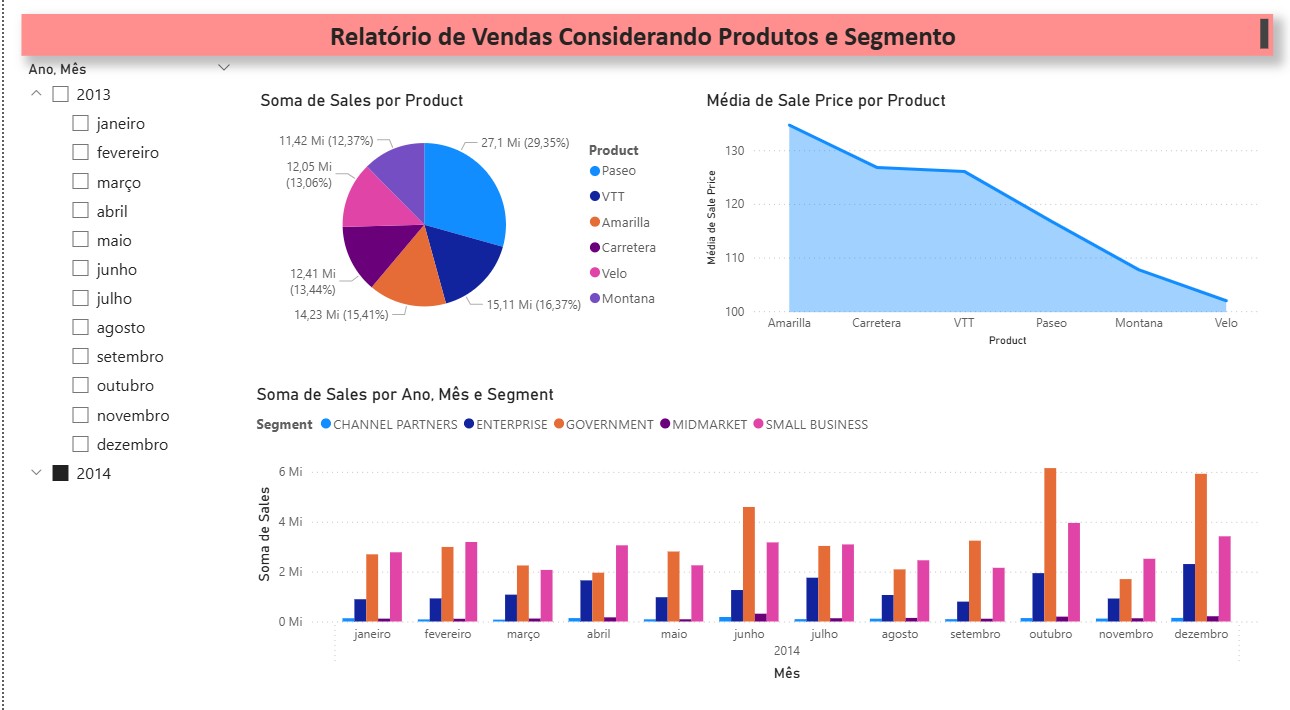 Relatório de Vendas Considerando Produtos e Segmento
Ano, Mês
2013
janeiro
fevereiro
março
abril
maio
junho
julho
agosto
setembro
outubro
novembro
dezembro
2014
Soma de Sales por Product
11,42 Mi (12,37%)
27,1 Mi (29,35%)
12,05 Mi
(13,06%)
12,41 Mi
(13,44%)
15,11 Mi (16,37%)
14,23 Mi (15,41%)
Product
Paseo
VTT
Amarilla
Carretera
Velo
Montana
Média de Sale Price por Product
Média de Sale Price
130
120
110
100
Amarilla Carretera VTT Paseo Montana Velo
Product
Soma de Sales por Ano, Mês e Segment
Segment CHANNEL PARTNERS ENTERPRISE GOVERNMENT MIDMARKET SMALL BUSINESS
Soma de Sales
6 Mi
4 Mi
2 Mi
0 Mi
janeiro fevereiro março abril maio junho julho agosto setembro outubro novembro dezembro
2014
Mês